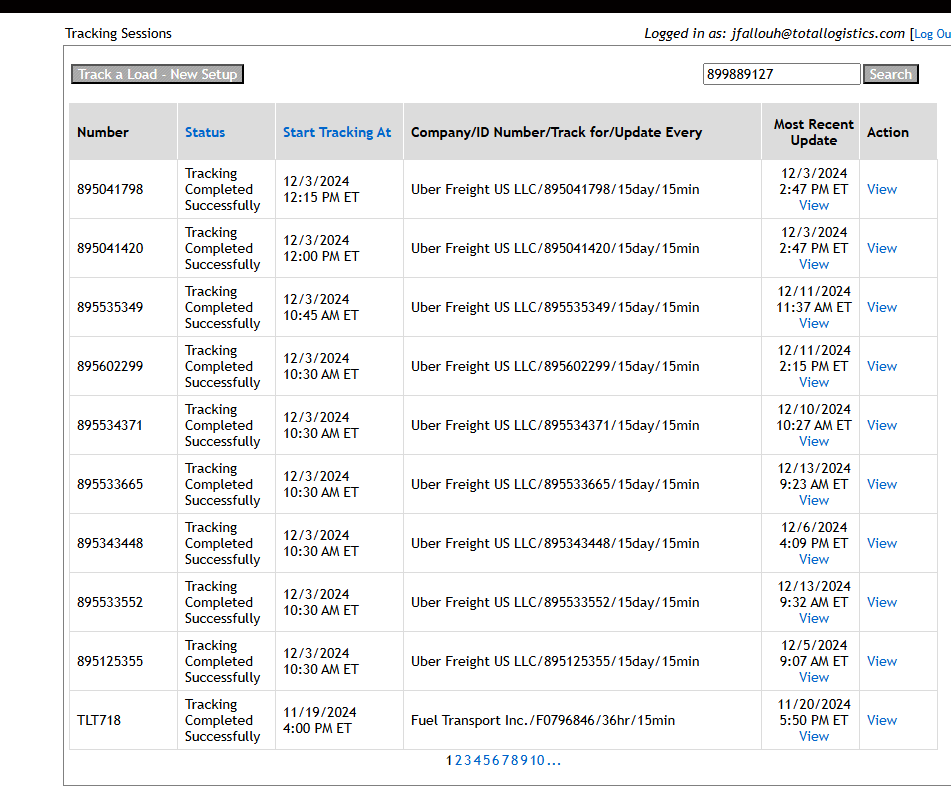 Tracking Sessions
Logged in as: jfallouh@totallogistics.com [Log Ou
Track a Load - New Setup
899889127 Search
Number Status Start Tracking At Company/ID Number/Track for/Update Every Most Recent Update Action
895041798 Tracking Completed Successfully 12/3/2024 12:15 PM ET Uber Freight US LLC/895041798/15day/15min 12/3/2024 2:47 PM ET View View
895041420 Tracking Completed Successfully 12/3/2024 12:00 PM ET Uber Freight US LLC/895041420/15day/15min 12/3/2024 2:47 PM ET View View
895535349 Tracking Completed Successfully 12/3/2024 10:45 AM ET Uber Freight US LLC/895535349/15day/15min 12/11/2024 11:37 AM ET View View
895602299 Tracking Completed Successfully 12/3/2024 10:30 AM ET Uber Freight US LLC/895602299/15day/15min 12/11/2024 2:15 PM ET View View
895534371 Tracking Completed Successfully 12/3/2024 10:30 AM ET Uber Freight US LLC/895534371/15day/15min 12/10/2024 10:27 AM ET View View
895533665 Tracking Completed Successfully 12/3/2024 10:30 AM ET Uber Freight US LLC/895533665/15day/15min 12/13/2024 9:23 AM ET View View
895343448 Tracking Completed Successfully 12/3/2024 10:30 AM ET Uber Freight US LLC/895343448/15day/15min 12/6/2024 4:09 PM ET View View
895533552 Tracking Completed Successfully 12/3/2024 10:30 AM ET Uber Freight US LLC/895533552/15day/15min 12/13/2024 9:32 AM ET View View
895125355 Tracking Completed Successfully 12/3/2024 10:30 AM ET Uber Freight US LLC/895125355/15day/15min 12/5/2024 9:07 AM ET View View
TLT718 Tracking Completed Successfully 11/19/2024 4:00 PM ET Fuel Transport Inc./F0796846/36hr/15min 11/20/2024 5:50 PM ET View View
1 2 3 4 5 6 7 8 9 10 ...